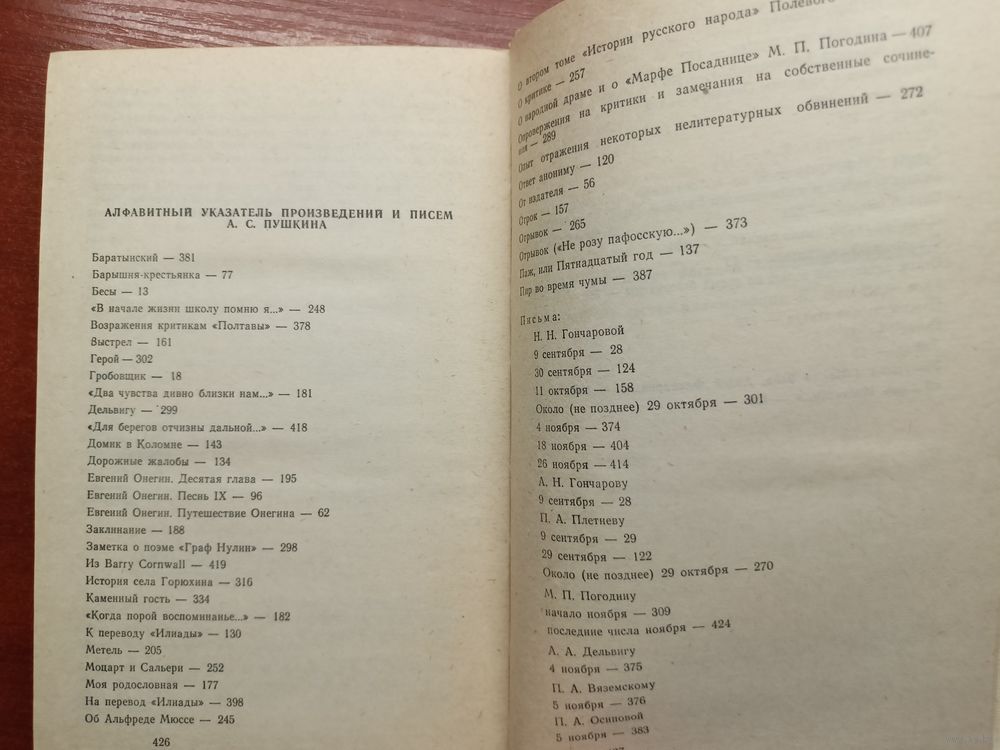 АЛФАВИТНЫЙ УКАЗАТЕЛЬ ПРОИЗВЕДЕНИЙ И ПИСЕМ
А. С. ПУШКИНА
Баратынский — 381
Барышня-крестьянка — 77
Бесы — 13
«В начале жизни школу помню я...» — 248
Возражения критикам «Полтавы» — 378
Выстрел — 161
Герой — 302
Гробовщик — 18
«Два чувства дивно близки нам...» — 181
Дельвигу — 299
«Для берегов отчизны дальной...» — 418
Домик в Коломне — 143
Дорожные жалобы — 134
Евгений Онегин. Десятая глава — 195
Евгений Онегин. Песнь IX — 96
Евгений Онегин. Путешествие Онегина — 62
Заклинание — 188
Заметка о поэме «Граф Нулин» — 298
Из Barry Cornwall — 419
История села Горюхина — 316
Каменный гость — 334
«Когда порой воспоминанье...» — 182
К переводу «Илиады» — 130
Метель — 205
Моцарт и Сальери — 252
Моя родословная — 177
На перевод «Илиады» — 398
Об Альфреде Мюссе — 245
426
О втором томе «Истории русского народа» Полевого
О критике — 257
О народной драме и о «Марфе Посаднице» М. П. Погодина — 407
Опровержения на критики и замечания на собственные сочине-
ния — 289
Опыт отражения некоторых нелитературных обвинений — 272
Ответ анониму — 120
От издателя — 56
Отрок — 157
Отрывок — 265
Отрывок («Не розу пафосскую...») — 373
Паж, или Пятнадцатый год — 137
Пир во время чумы — 387
Письма:
Н. Н. Гончаровой
9 сентября — 28
30 сентября — 124
11 октября — 158
Около (не позднее) 29 октября — 301
4 ноября — 374
18 ноября — 404
26 ноября — 414
А. Н. Гончарову
9 сентября — 28
П. А. Плетневу
9 сентября — 29
29 сентября — 122
Около (не позднее) 29 октября — 270
М. П. Погодину
начало ноября — 309
последние числа ноября — 424
А. А. Дельвигу
4 ноября — 375
П. А. Вяземскому
5 ноября — 376
П. А. Осиповой
5 ноября — 383